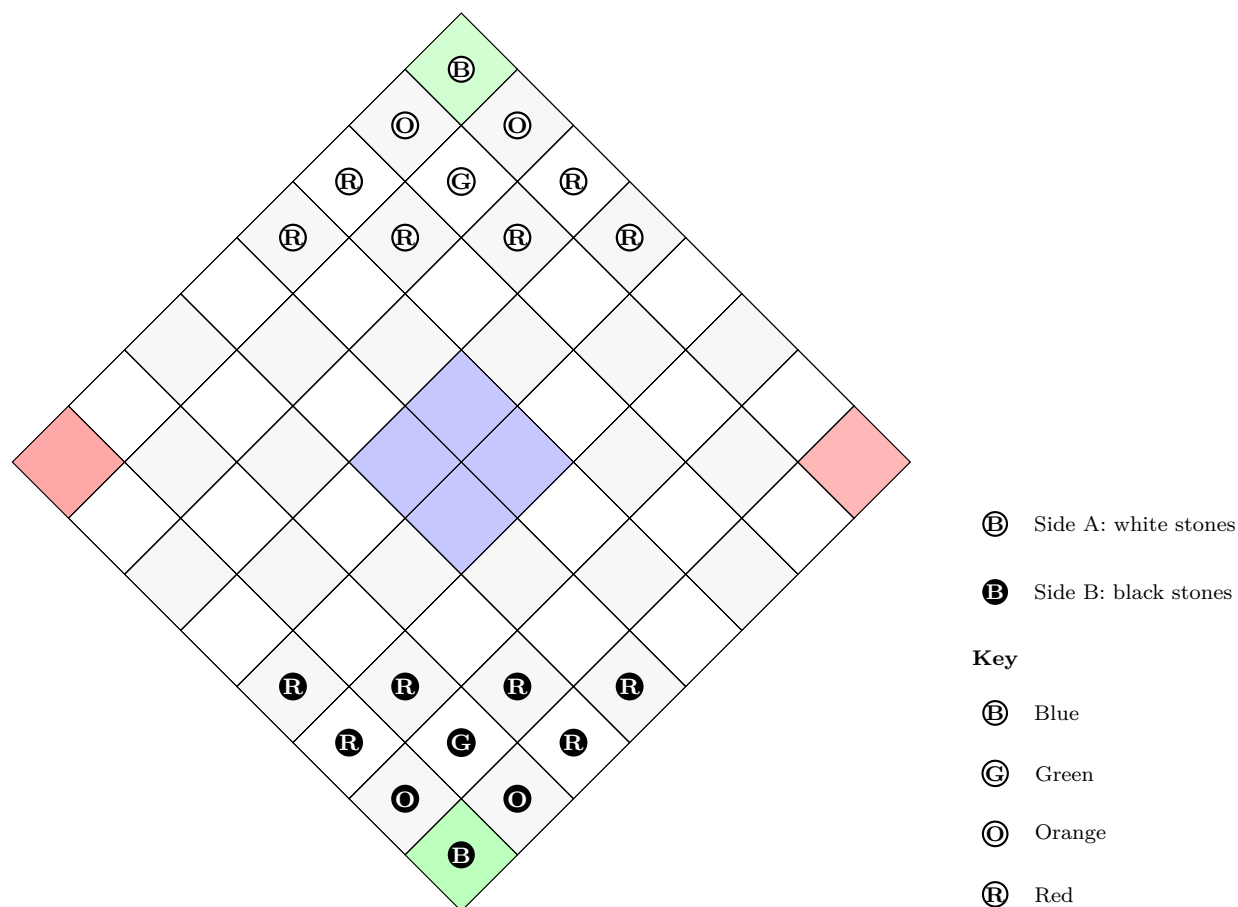 B
O O
R G R
R R R R
R R R R
R G R
O O
B
B Side A: white stones
B Side B: black stones
Key
B Blue
G Green
O Orange
R Red